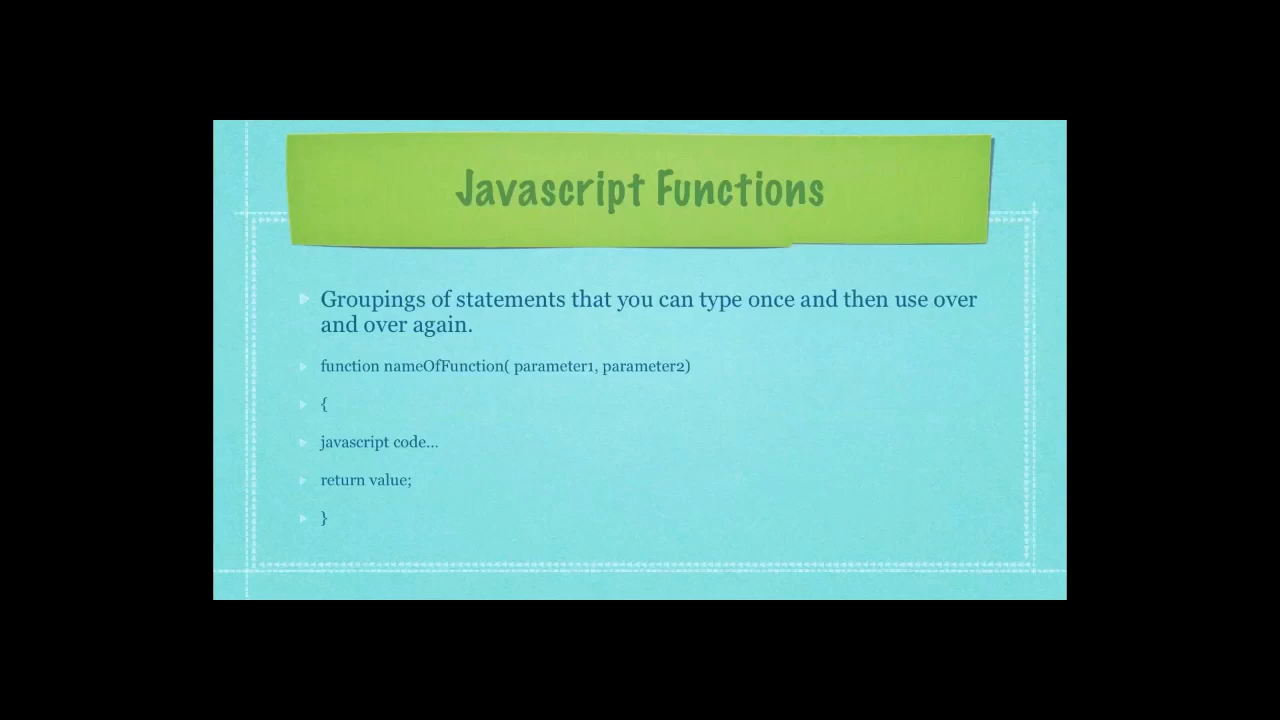 Javascript Functions
Groupings of statements that you can type once and then use over
and over again.
function nameOfFunction( parameter1, parameter2)
{
javascript code...
return value;
}